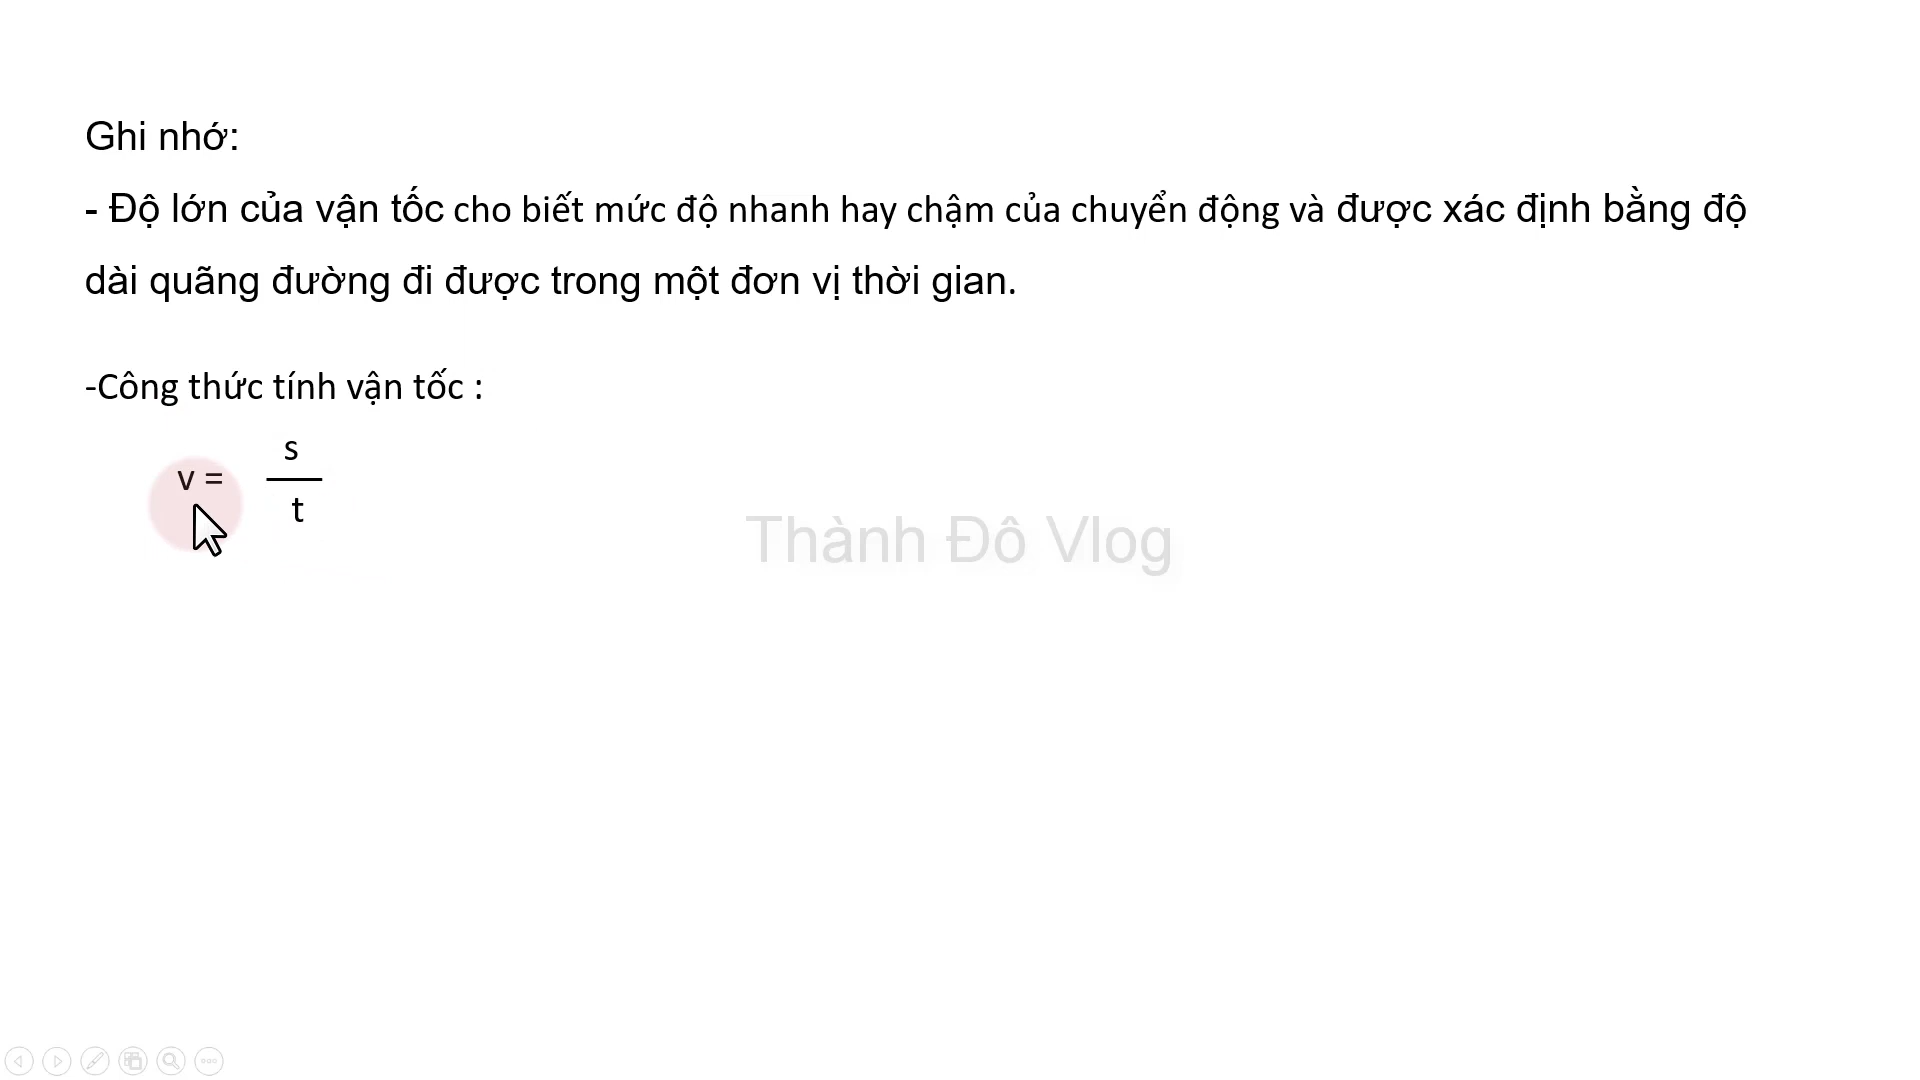 Ghi nhớ:
- Độ lớn của vận tốc cho biết mức độ nhanh hay chậm của chuyển động và được xác định bằng độ
dài quãng đường đi được trong một đơn vị thời gian.
-Công thức tính vận tốc :
s
v =
t
Thành Đô Vlog